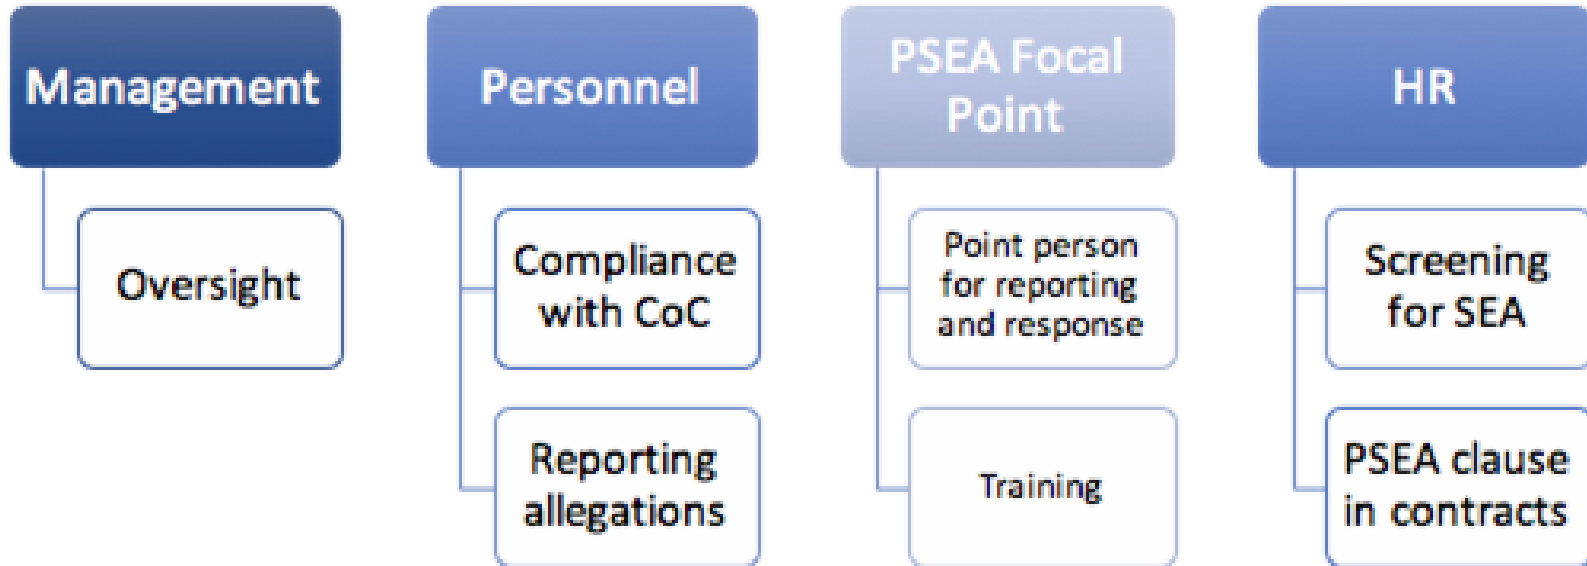 Management
Oversight
Personnel
Compliance
with CoC
Reporting
allegations
PSEA Focal
Point
Point person
for reporting
and response
Training
HR
Screening
for SEA
PSEA clause
in contracts